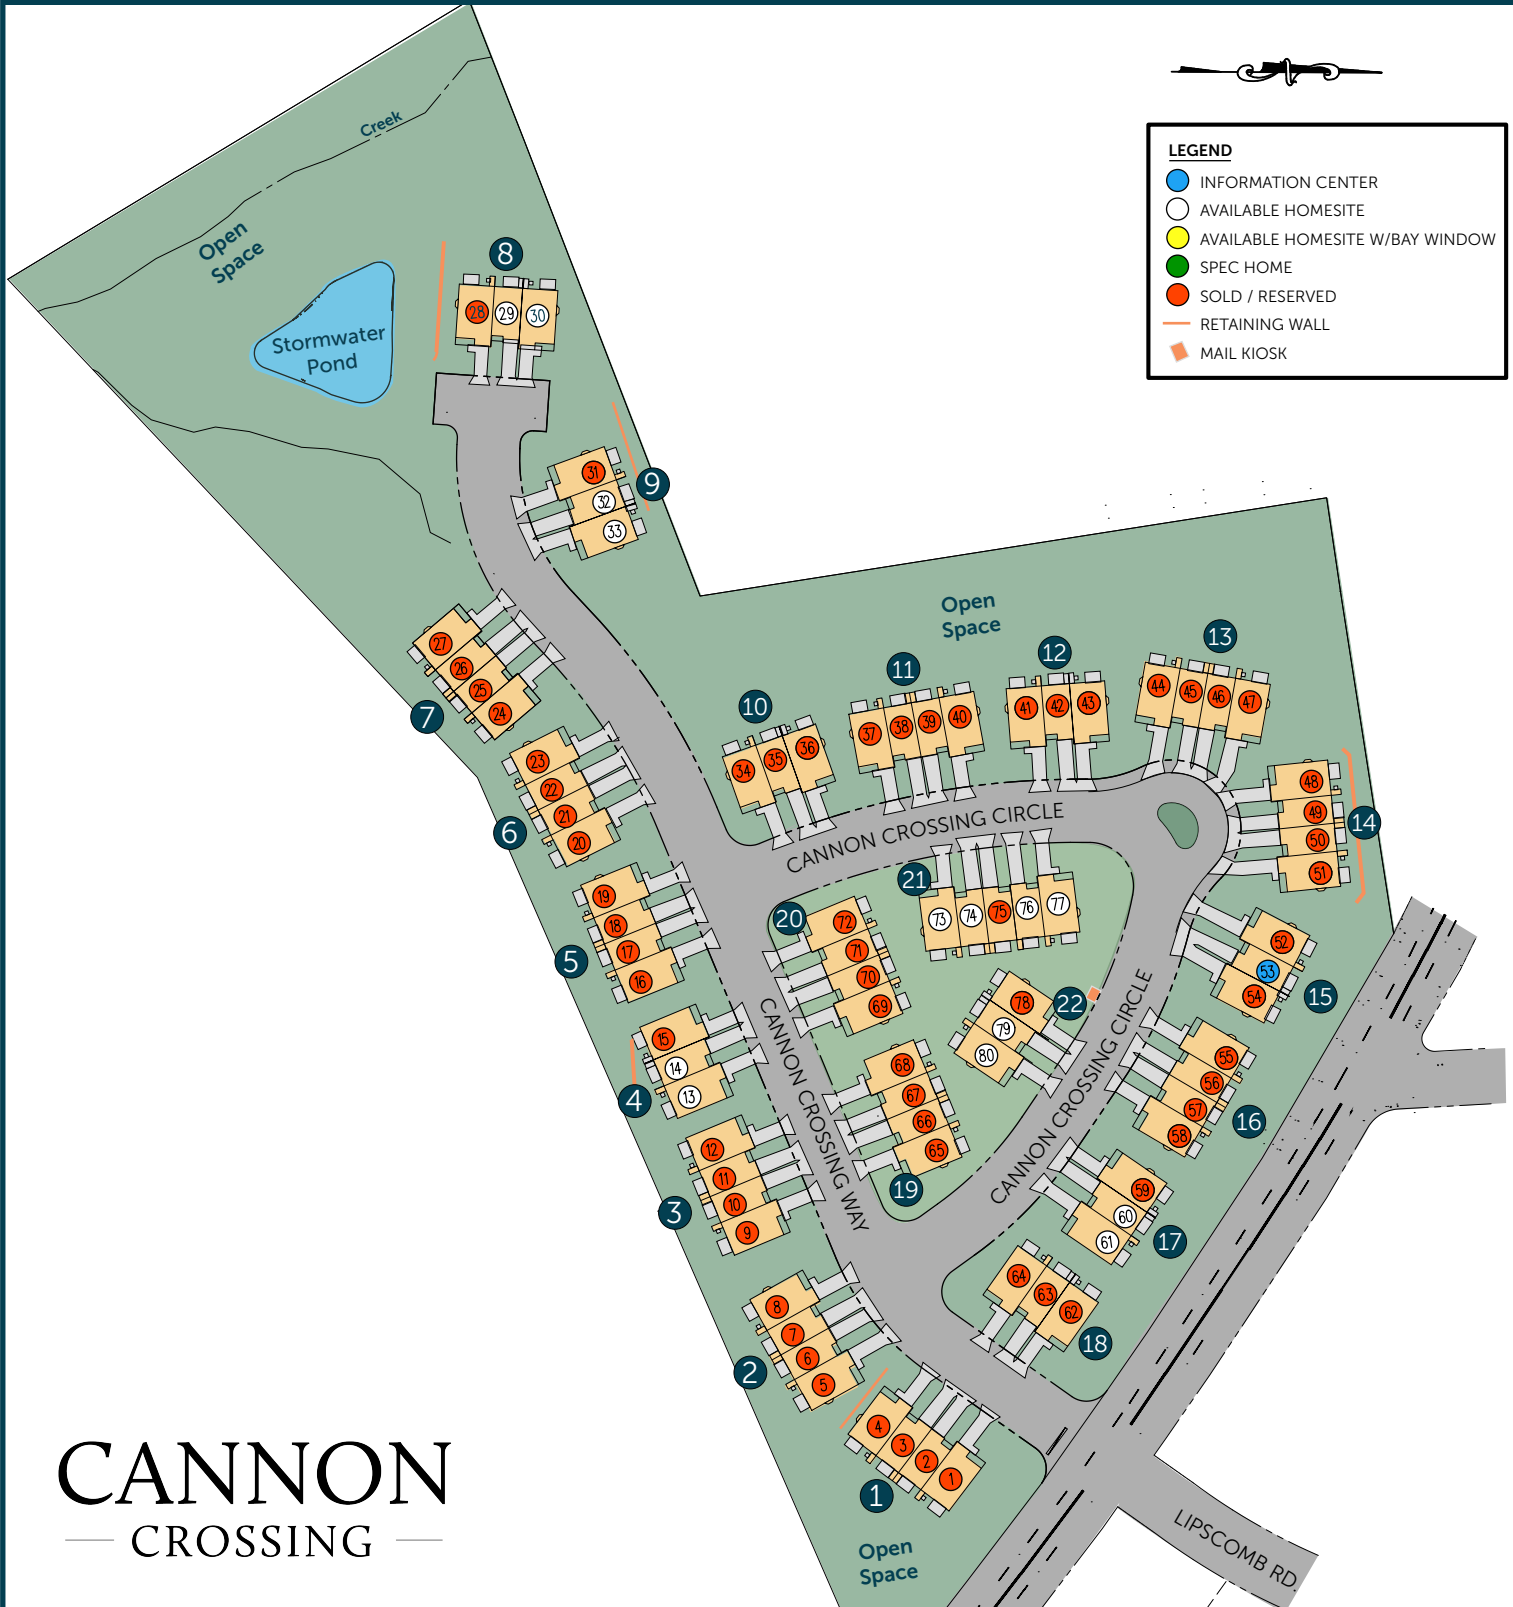 LEGEND
INFORMATION CENTER
AVAILABLE HOMESITE
AVAILABLE HOMESITE W/BAY WINDOW
SPEC HOME
SOLD / RESERVED
RETAINING WALL
MAIL KIOSK
Creek
Open
Space
Stormwater
Pond
8
28 29 30
9
31
32
33
Open
Space
7
27
26
25
24
6
23
22
21
20
10
34 35 36
11
37 38 39 40
12
41 42 43
13
44 45 46 47
14
48
49
50
51
CANNON CROSSING CIRCLE
5
19
18
17
16
20
72
71
70
69
21
73 74 75 76 77
22
78
79
80
15
52
53
54
4
15
14
13
CANNON CROSSING WAY
19
68
67
66
65
CANNON CROSSING CIRCLE
16
55
56
57
58
3
12
11
10
9
17
59
60
61
2
8
7
6
5
18
64
63
62
1
4
3
2
1
Open
Space
LIPSCOMB RD.
CANNON
CROSSING